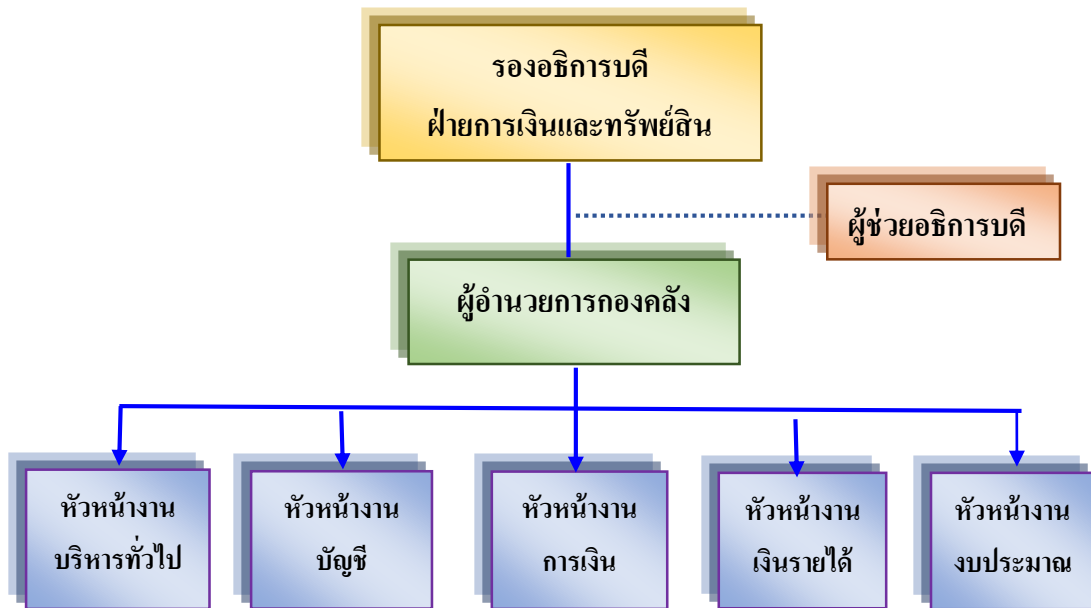 รองอธิการบดี
ฝ่ายการเงินและทรัพย์สิน
ผู้ช่วยอธิการบดี
ผู้อำนวยการกองคลัง
หัวหน้างาน
บริหารทั่วไป
หัวหน้างาน
บัญชี
หัวหน้างาน
การเงิน
หัวหน้างาน
เงินรายได้
หัวหน้างาน
งบประมาณ